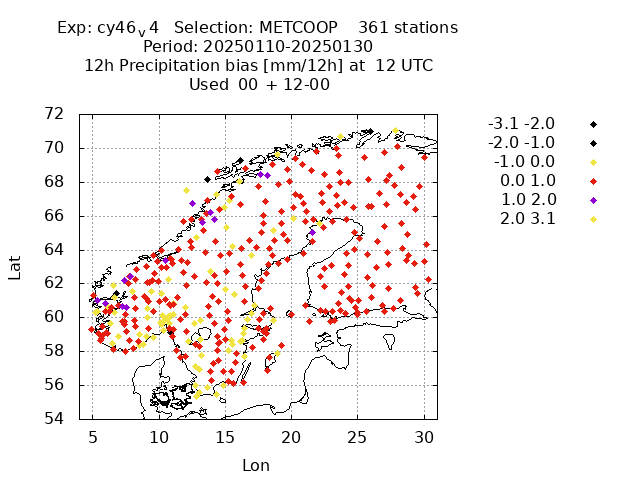 Exp: cy46v4 Selection: METCOOP 361 stations
Period: 20250110-20250130
12h Precipitation bias [mm/12h] at 12 UTC
Used 00 + 12-00
72
70
68
66
64
62
60
58
56
54
Lat
5 10 15 20 25 30
Lon
-3.1 -2.0
-2.0 -1.0
-1.0 0.0
0.0 1.0
1.0 2.0
2.0 3.1